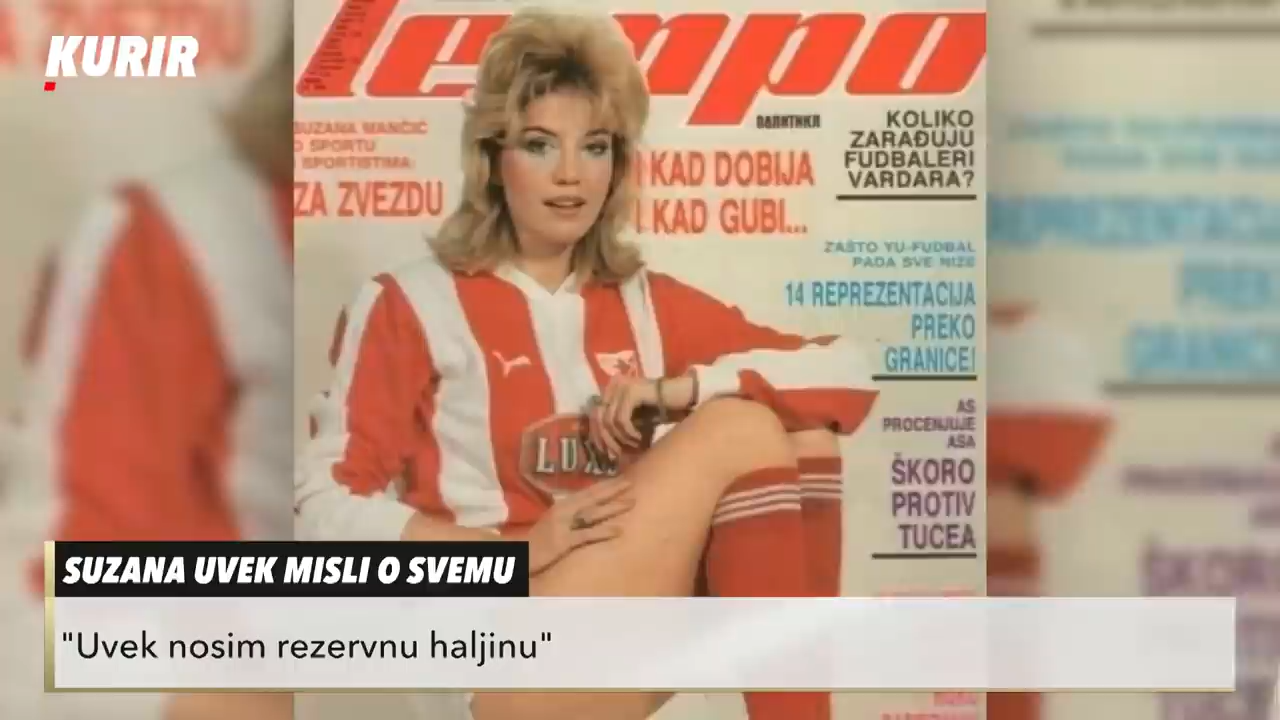 KURIR
Tempo
ПОЛИТИКА
SUZANA MANČIĆ
O SPORTU
I SPORTISTIMA:
ZA ZVEZDU
I KAD DOBIJA
I KAD GUBI...
KOLIKO
ZARAĐUJU
FUDBALERI
VARDARA?
ZAŠTO YU-FUDBAL
PADA SVE NIŽE
14 REPREZENTACIJA
PREKO
GRANICE!
AS
PROCENJUJE
ASA
ŠKORO
PROTIV
TUCEA
SUZANA UVEK MISLI O SVEMU
"Uvek nosim rezervnu haljinu"